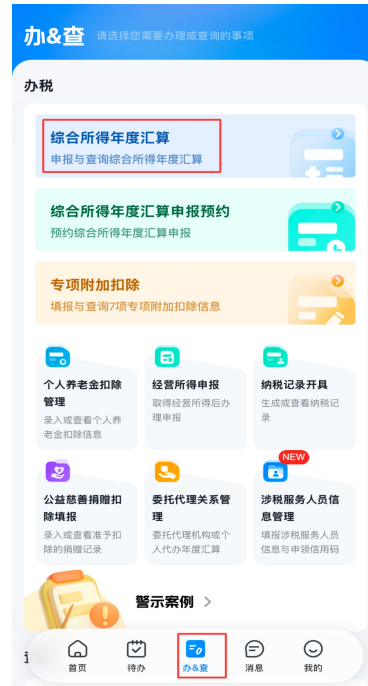 办&查 请选择您需要办理或查询的事项
办税
综合所得年度汇算
申报与查询综合所得年度汇算
综合所得年度汇算申报预约
预约综合所得年度汇算申报
专项附加扣除
填报与查询7项专项附加扣除信息
个人养老金扣除
管理
录入或查看个人养
老金扣除信息
经营所得申报
取得经营所得后办
理申报
纳税记录开具
生成或查看纳税记
录
公益慈善捐赠扣
除填报
录入或查看准予扣
除的捐赠记录
委托代理关系管
理
委托代理机构或个
人代办年度汇算
NEW
涉税服务人员信
息管理
填报涉税服务人员
信息与申领信用码
警示案例 >
首页
待办
办&查
消息
我的